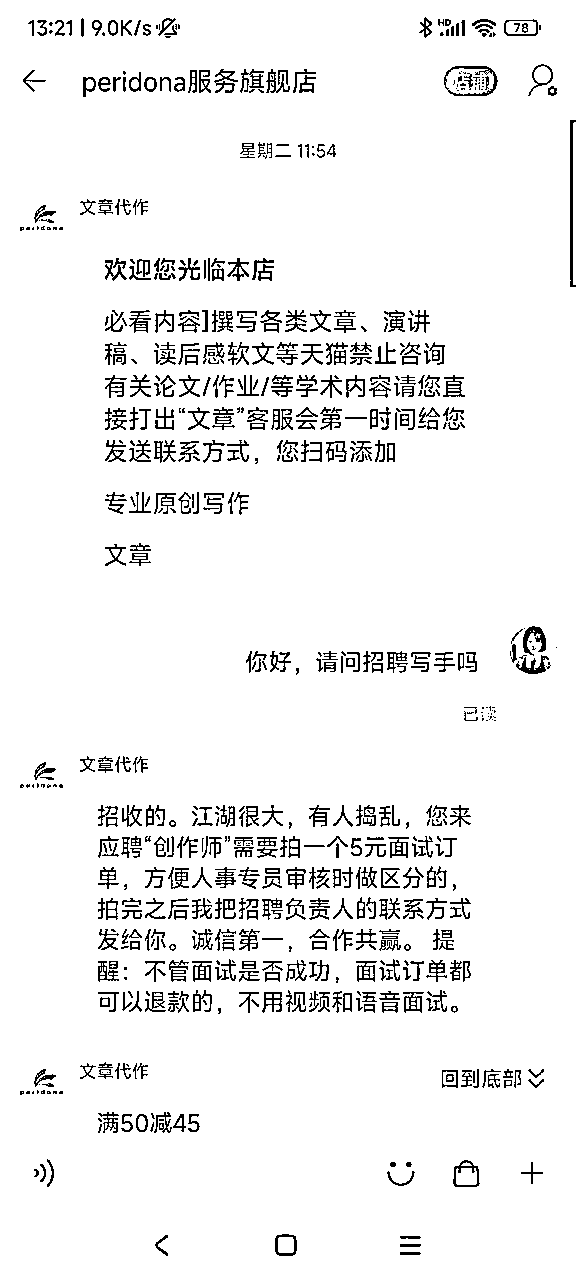 13:21 | 9.0K/s
HD
78
peridona服务旗舰店
店铺
星期二 11:54
文章代作
peridona
欢迎您光临本店
必看内容]撰写各类文章、演讲
稿、读后感软文等天猫禁止咨询
有关论文/作业/等学术内容请您直
接打出“文章”客服会第一时间给您
发送联系方式，您扫码添加
专业原创写作
文章
你好，请问招聘写手吗
已读
文章代作
peridona
招收的。江湖很大，有人捣乱，您来
应聘“创作师”需要拍一个5元面试订
单，方便人事专员审核时做区分的，
拍完之后我把招聘负责人的联系方式
发给你。诚信第一，合作共赢。 提
醒：不管面试是否成功，面试订单都
可以退款的，不用视频和语音面试。
文章代作
peridona
回到底部
满50减45